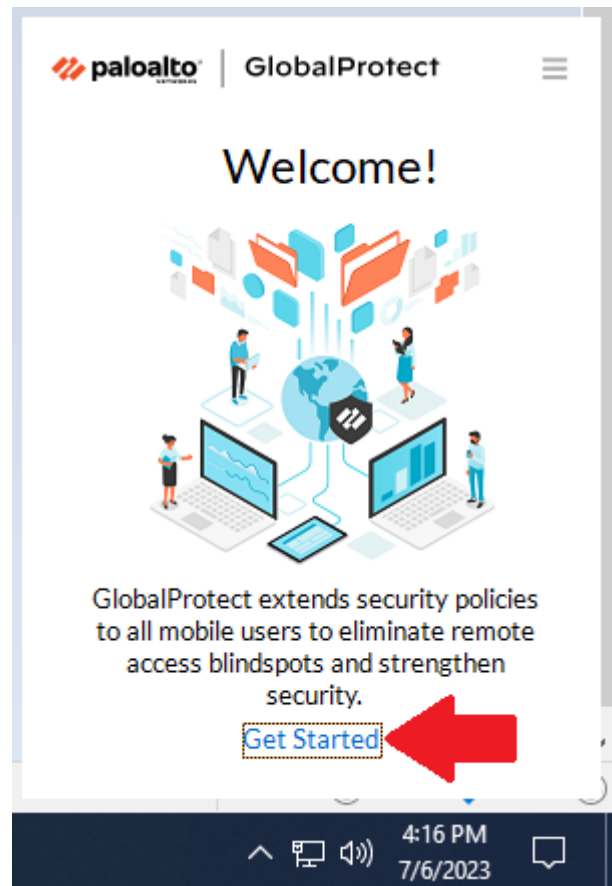 paloalto NETWORKS GlobalProtect
Welcome!
GlobalProtect extends security policies
to all mobile users to eliminate remote
access blindspots and strengthen
security.
Get Started
4:16 PM
7/6/2023